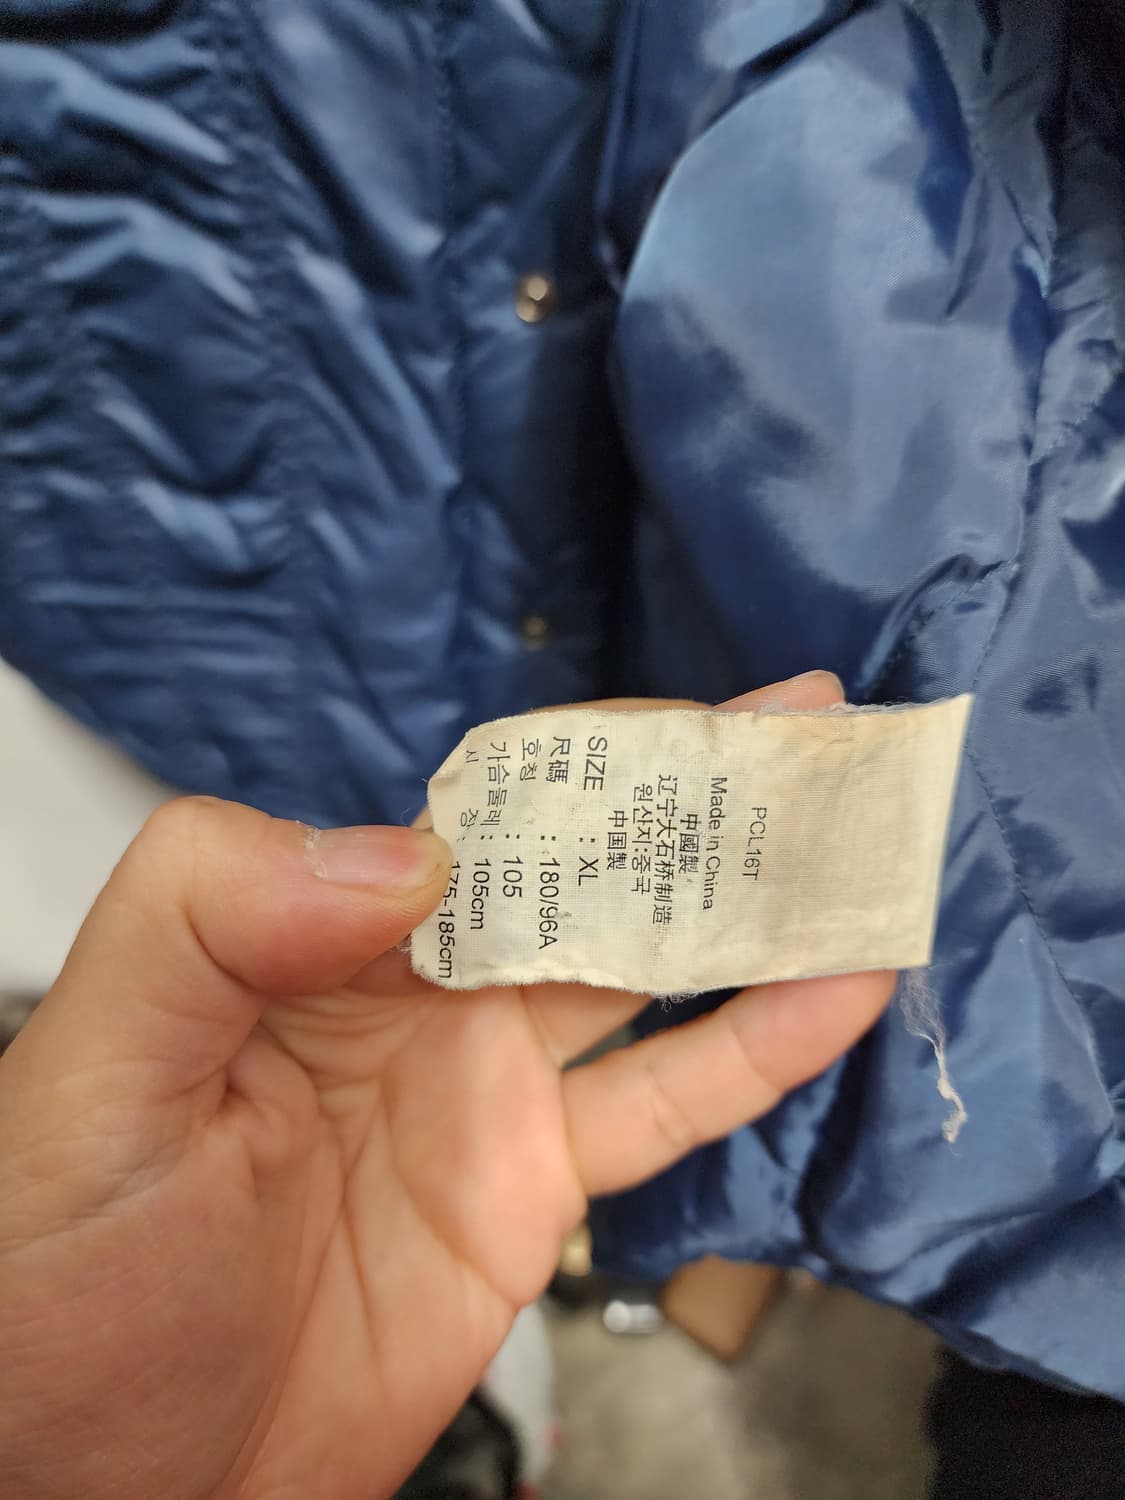 PCL16T
Made in China
中國製
辽宁大石桥制造
원산지:중국
中国製
SIZE : XL
尺碼 : 180/96A
호칭 : 105
가슴둘레 : 105cm
장 : 175-185cm